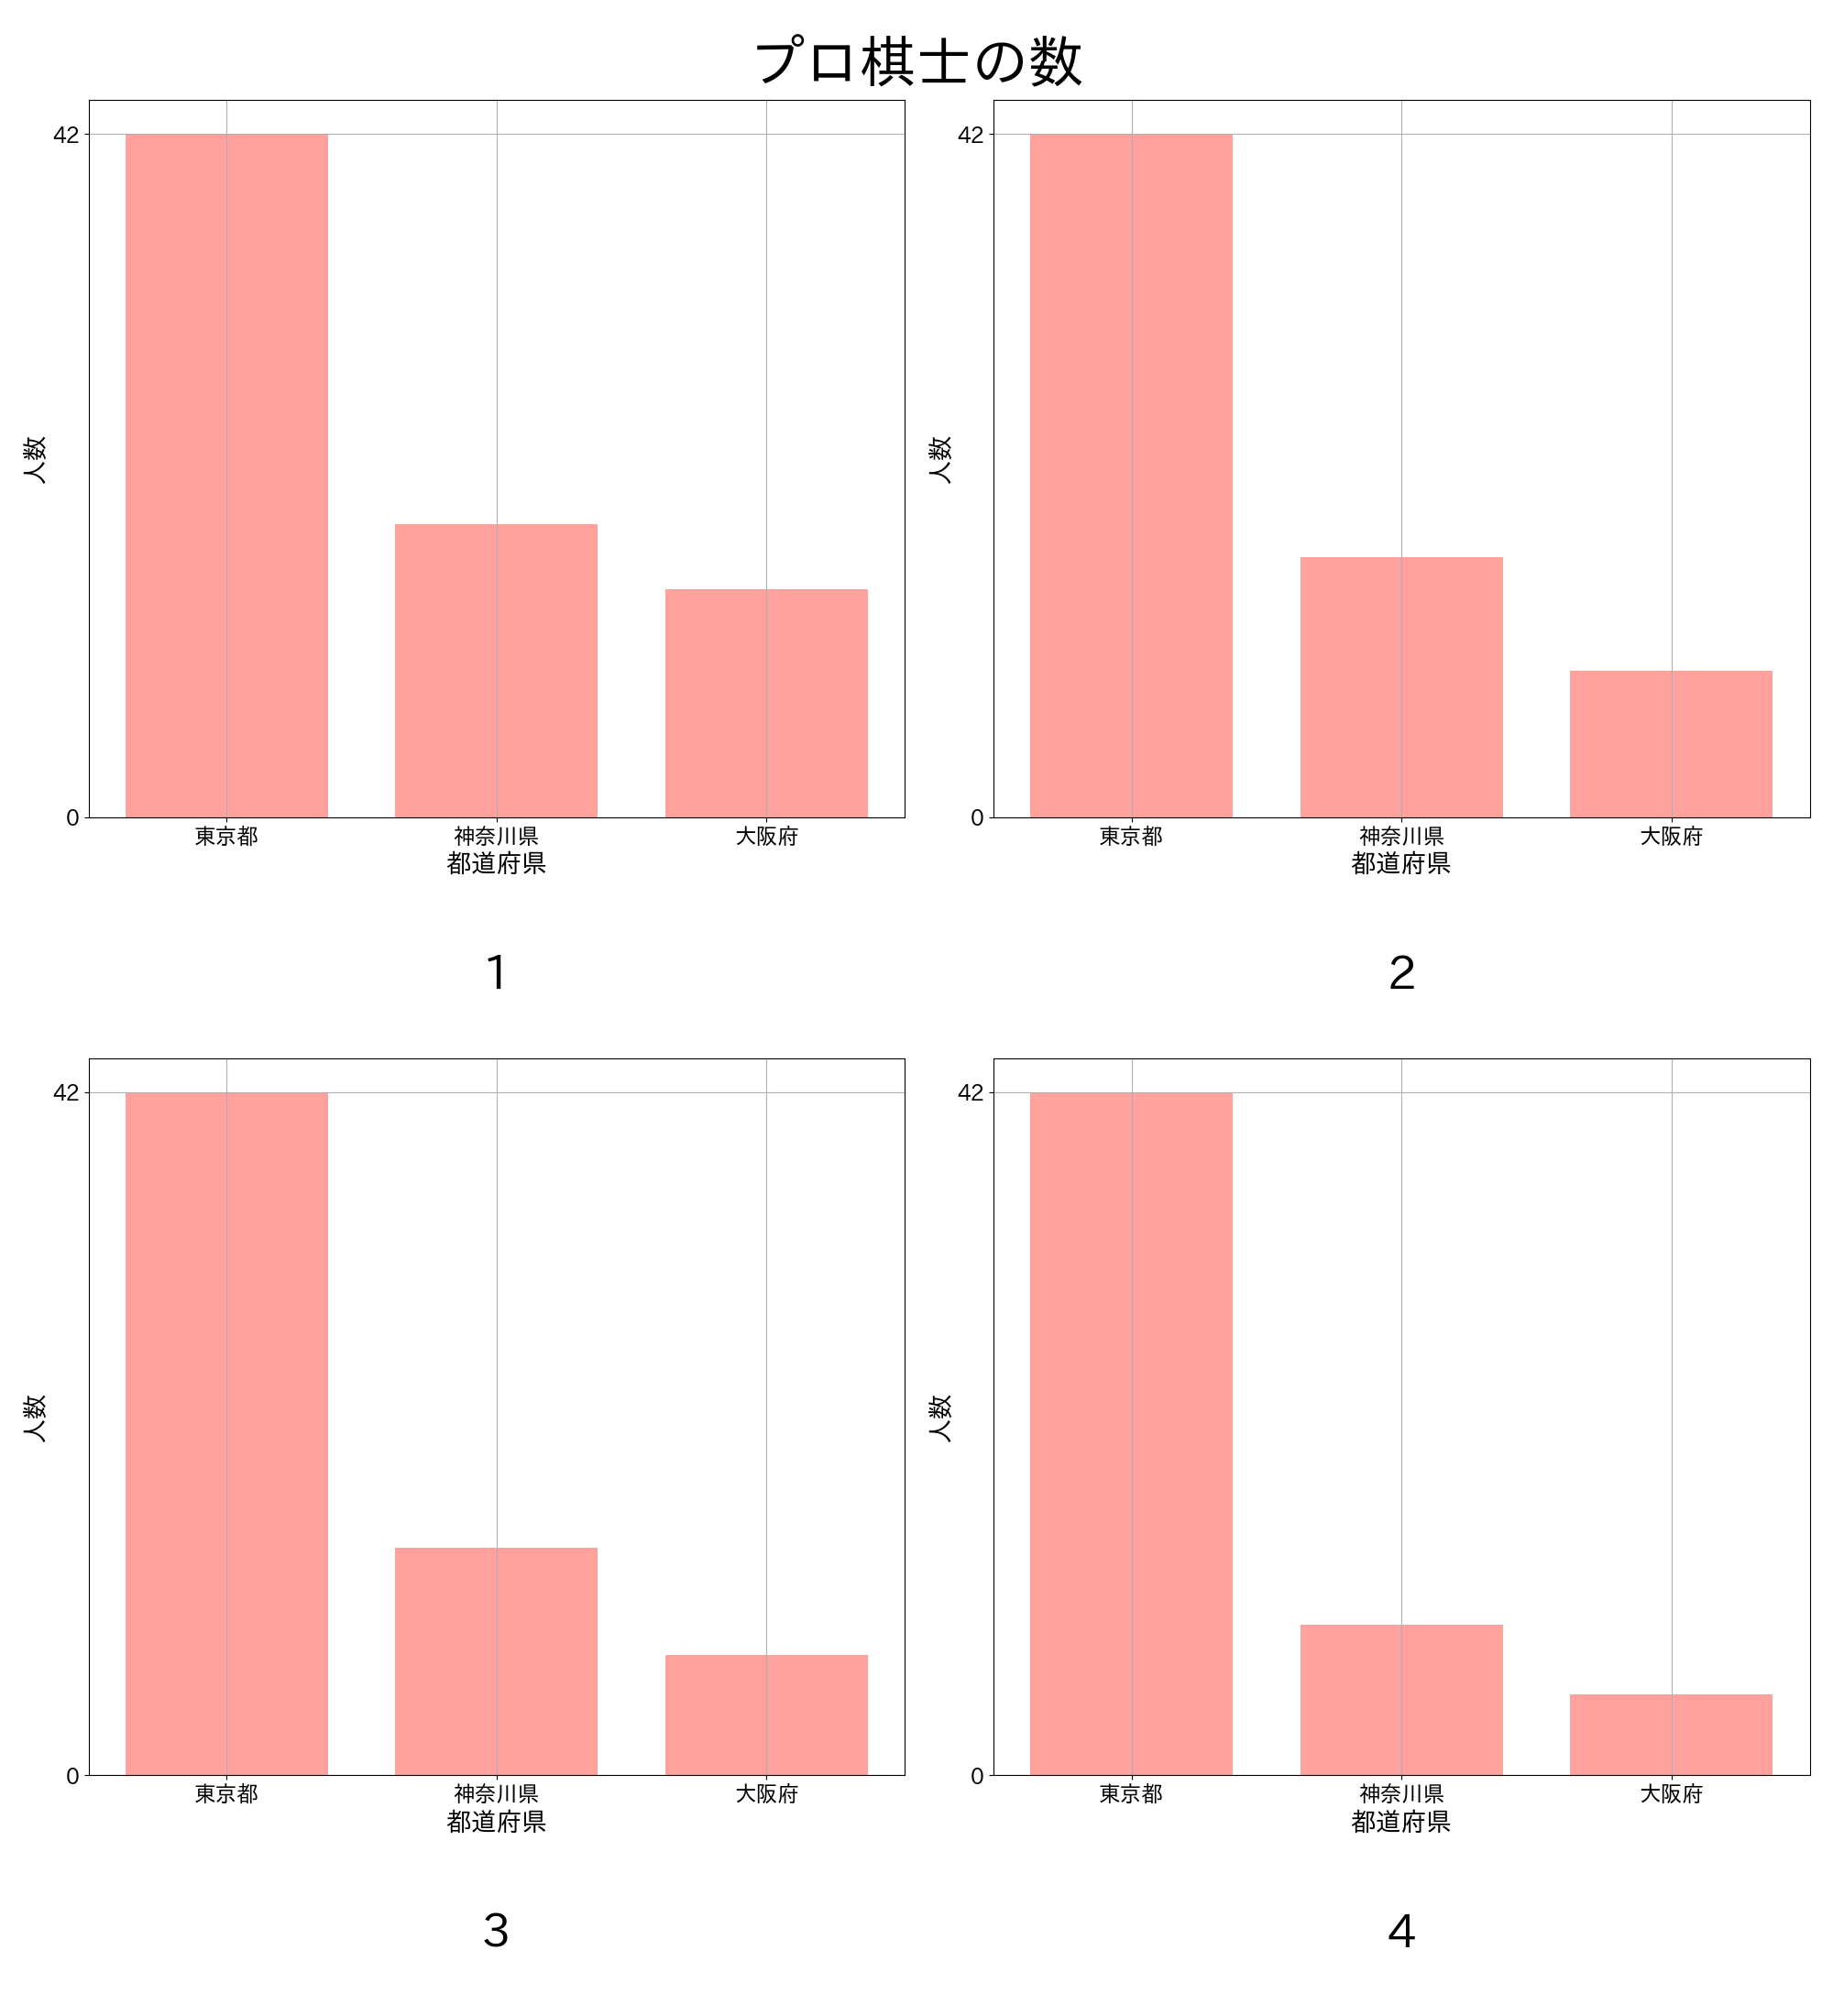 プロ棋士の数
42
人数
0
東京都 神奈川県 大阪府
都道府県
1
42
人数
0
東京都 神奈川県 大阪府
都道府県
2
42
人数
0
東京都 神奈川県 大阪府
都道府県
3
42
人数
0
東京都 神奈川県 大阪府
都道府県
4